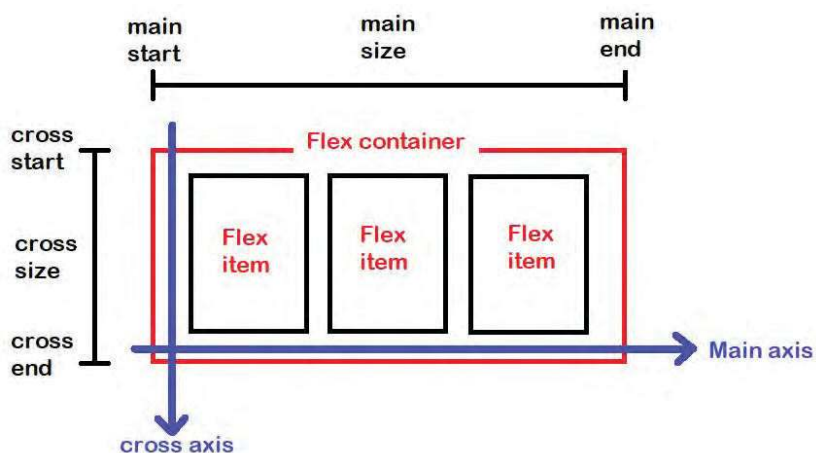 main
start
main
size
main
end
cross
start
Flex container
cross
size
Flex
item
Flex
item
Flex
item
cross
end
Main axis
cross axis